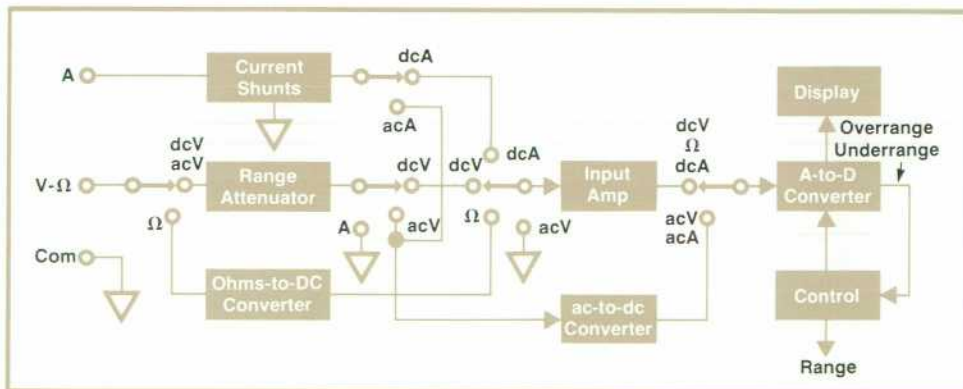 A
Current
Shunts
dcA
acA
Display
Overrange
Underrange
V-Ω
dcV
acV
Range
Attenuator
dcV
dcV
dcA
Input
Amp
dcV
Ω
dcA
A-to-D
Converter
Ω
A
acV
Ω
acV
acV
acA
Com
Ohms-to-DC
Converter
ac-to-dc
Converter
Control
Range